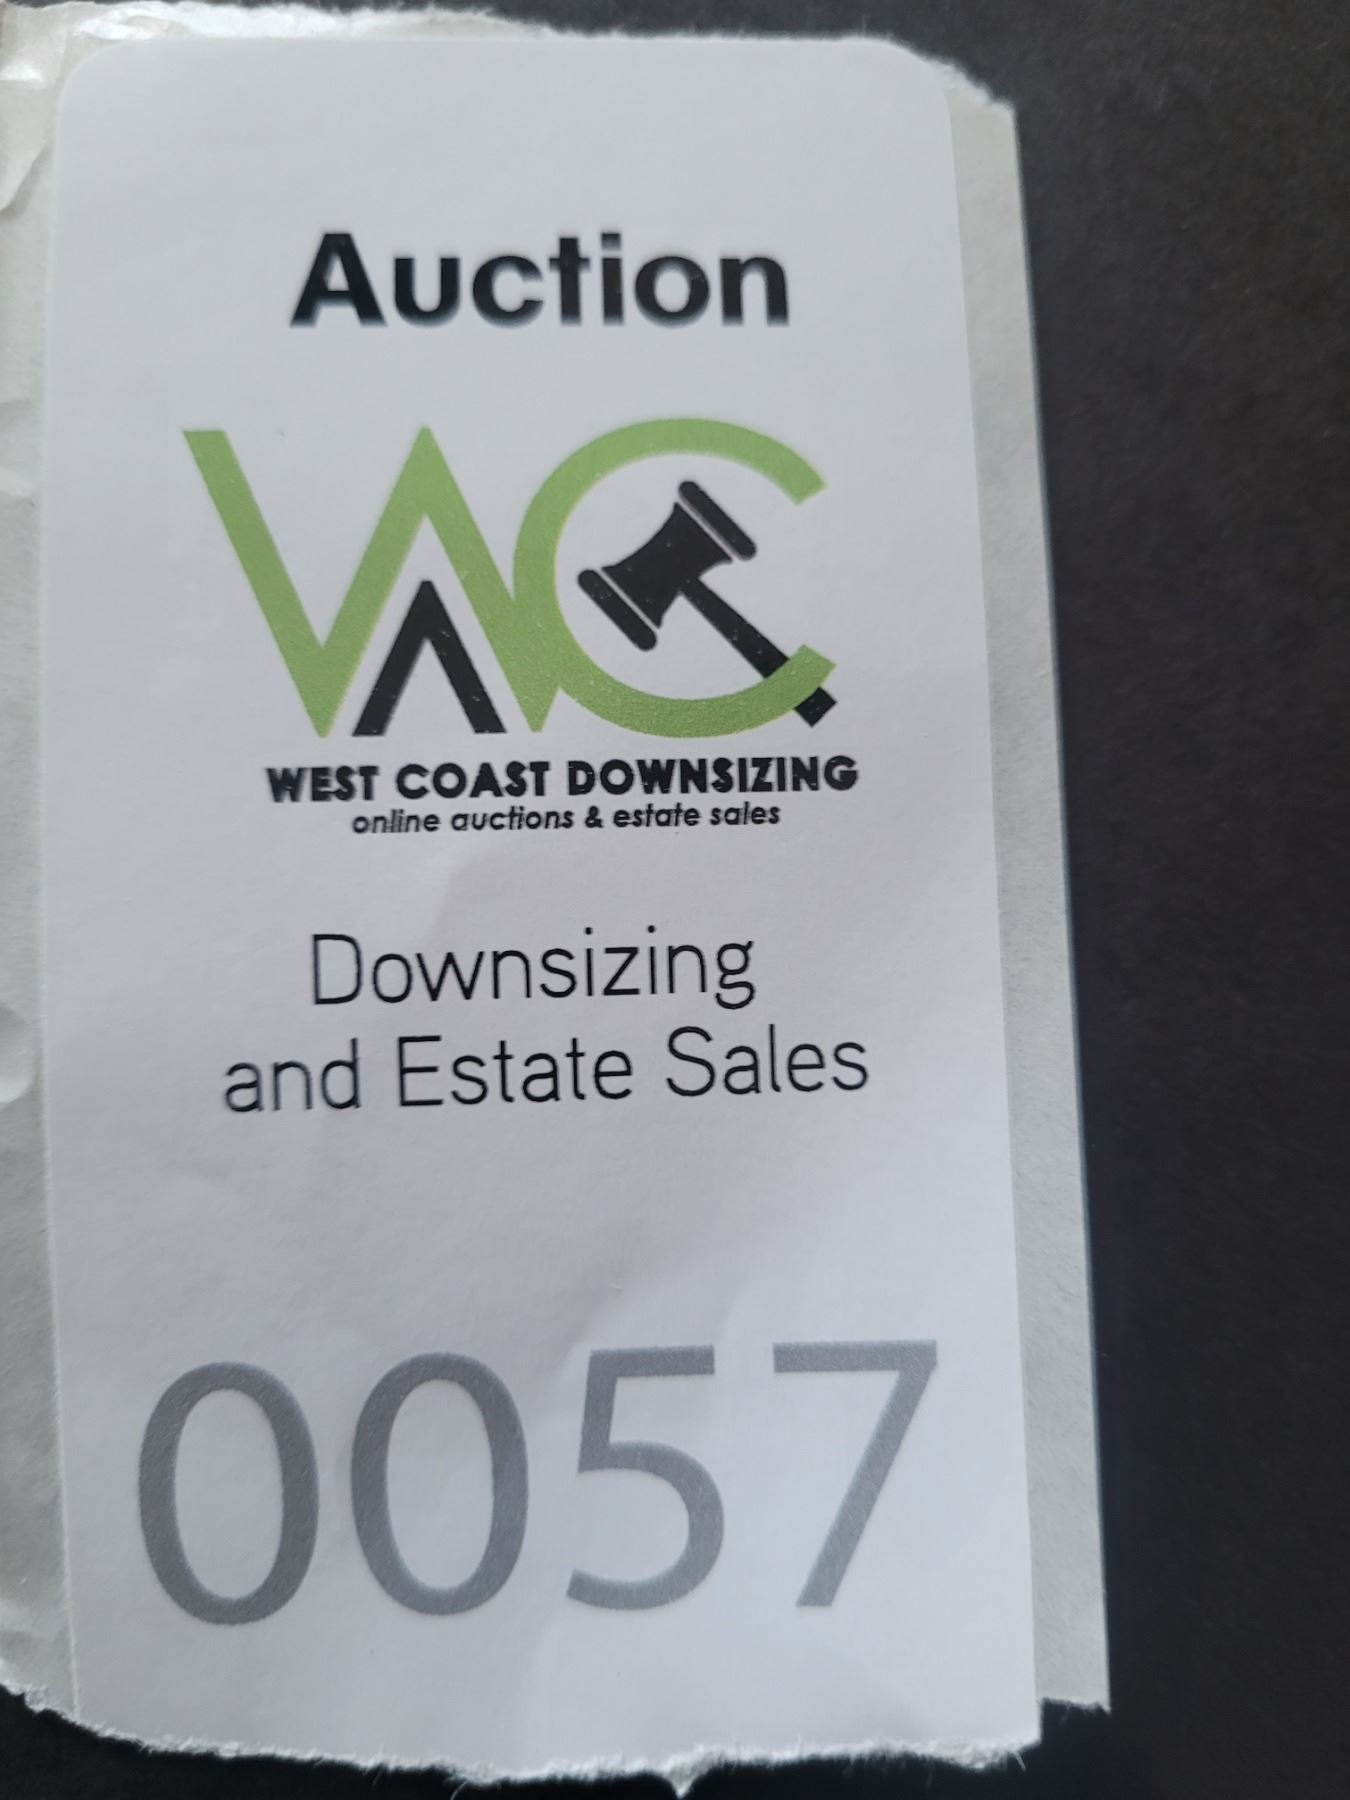 Auction
WC
WEST COAST DOWNSIZING
online auctions & estate sales
Downsizing
and Estate Sales
0057